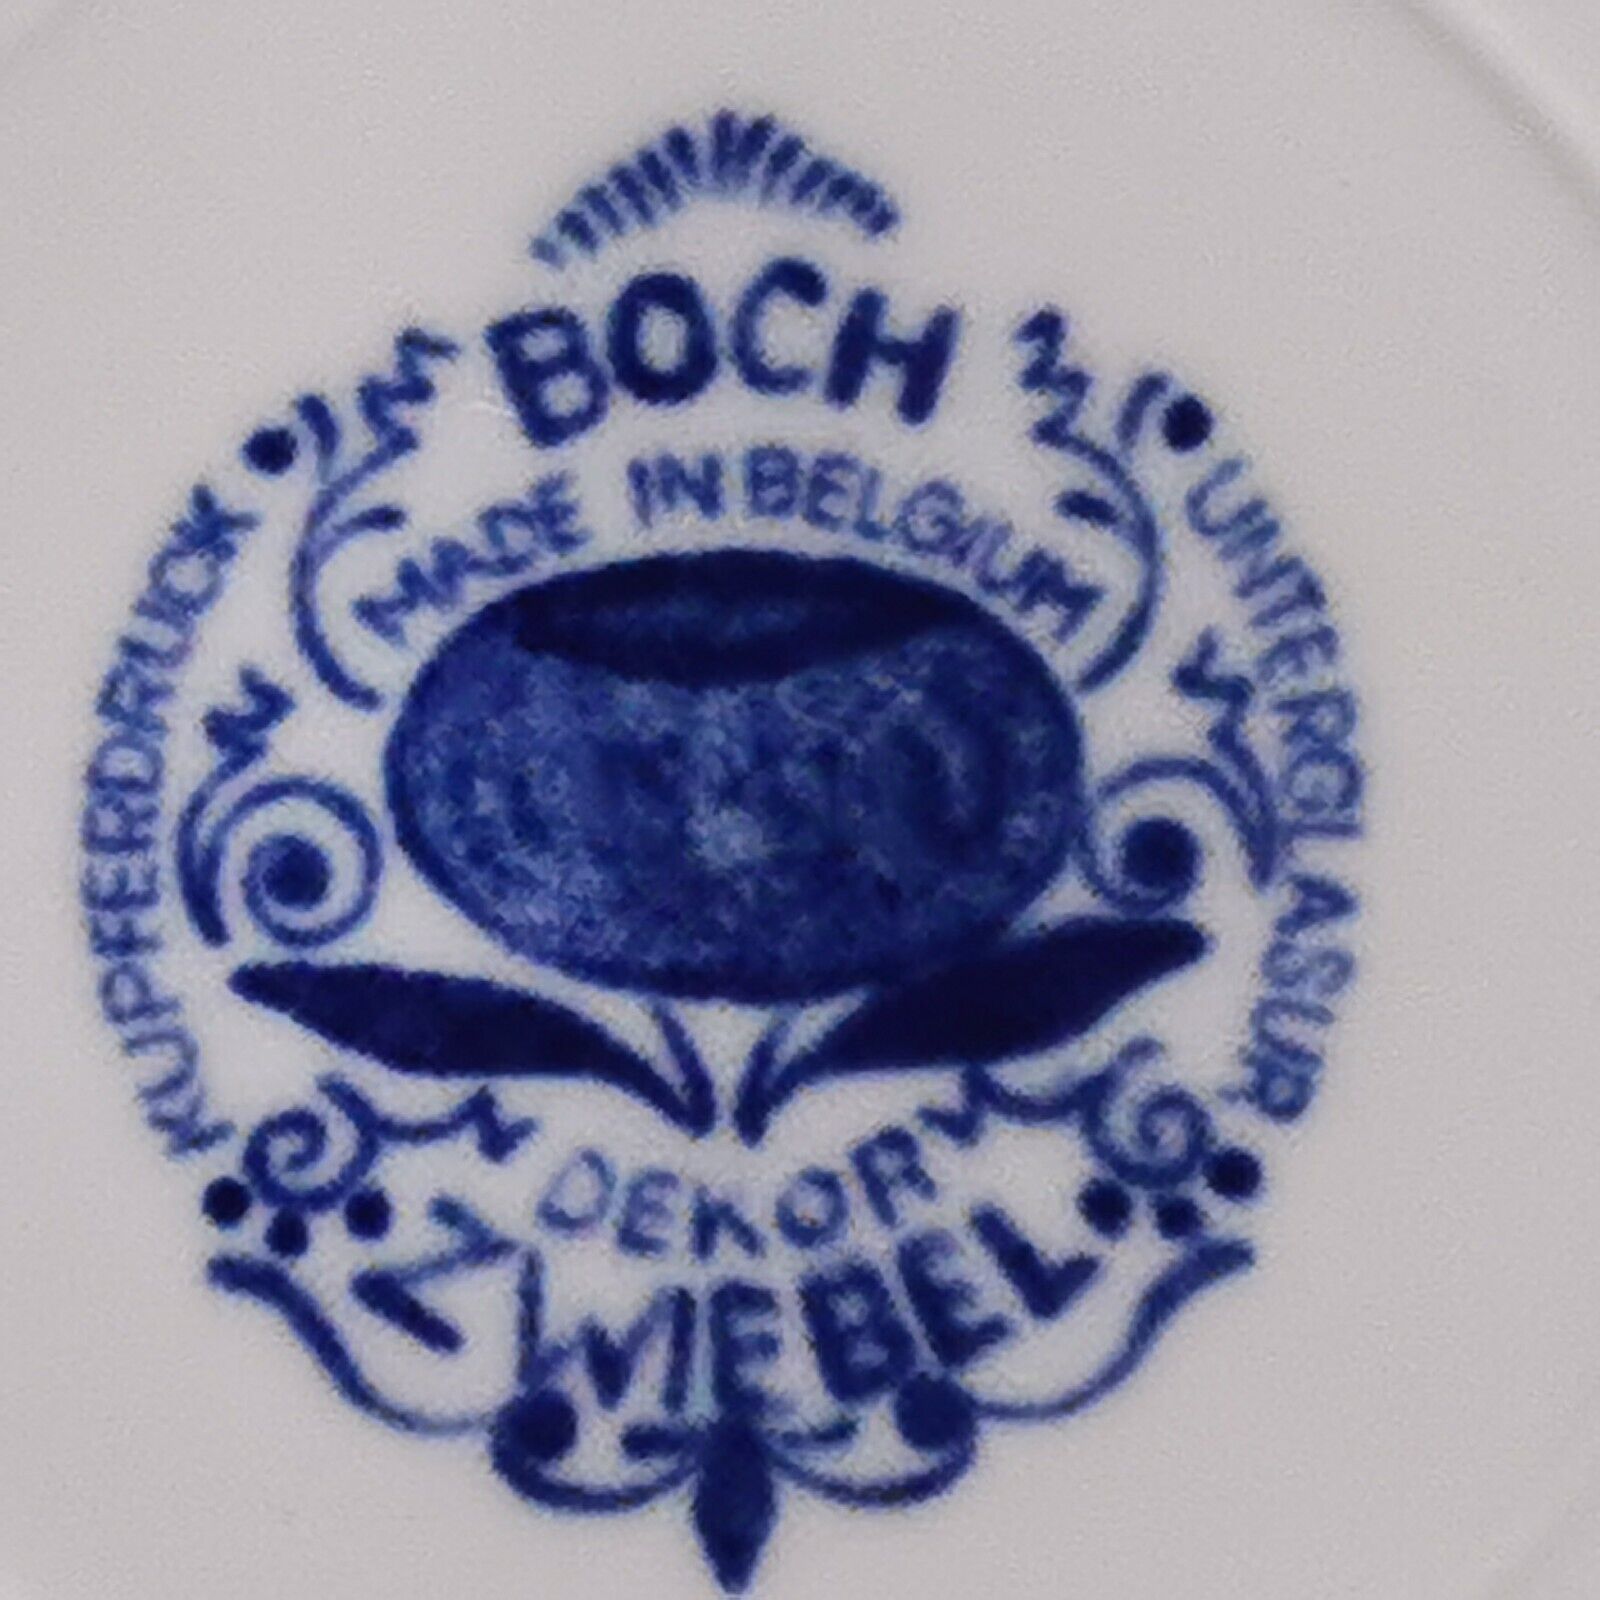 BOCH
MADE IN BELGIUM
KUPFERDRUCK
UNTERGLASUR
DEKOR
ZWIEBEL